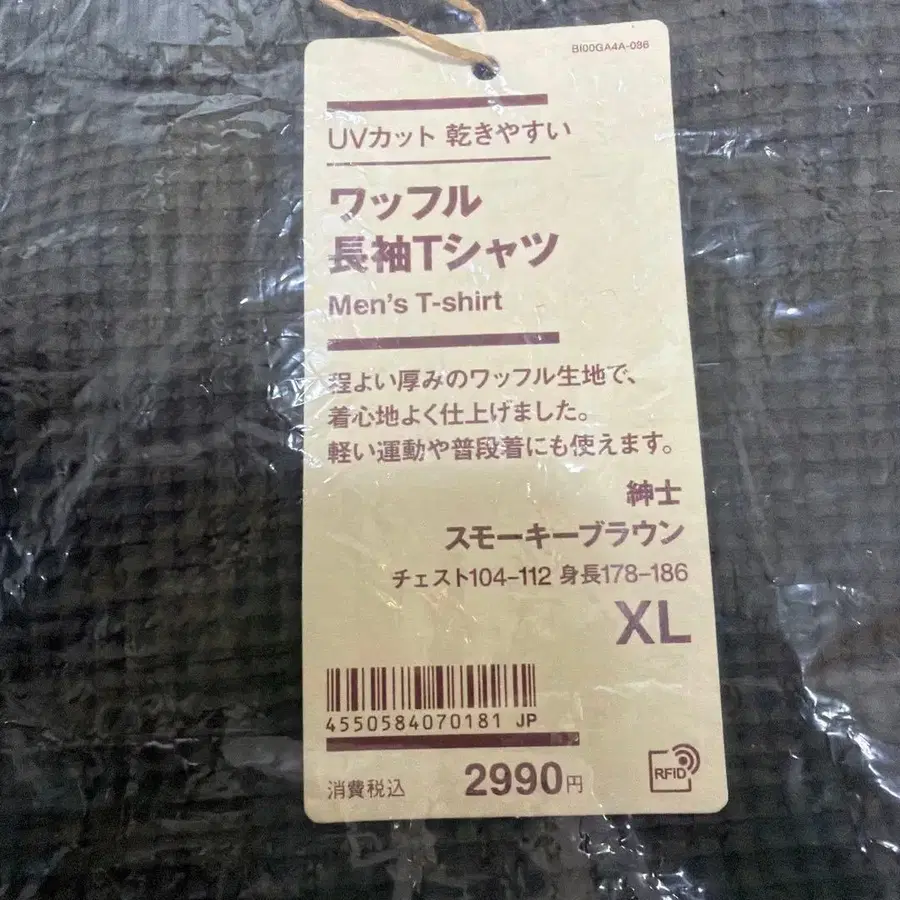 BI00GA4A-086
UVカット 乾きやすい
ワッフル
長袖Tシャツ
Men's T-shirt
程よい厚みのワッフル生地で、
着心地よく仕上げました。
軽い運動や普段着にも使えます。
紳士
スモーキーブラウン
チェスト104-112 身長178-186
XL
4550584070181 JP
消費税込 2990円
RFID